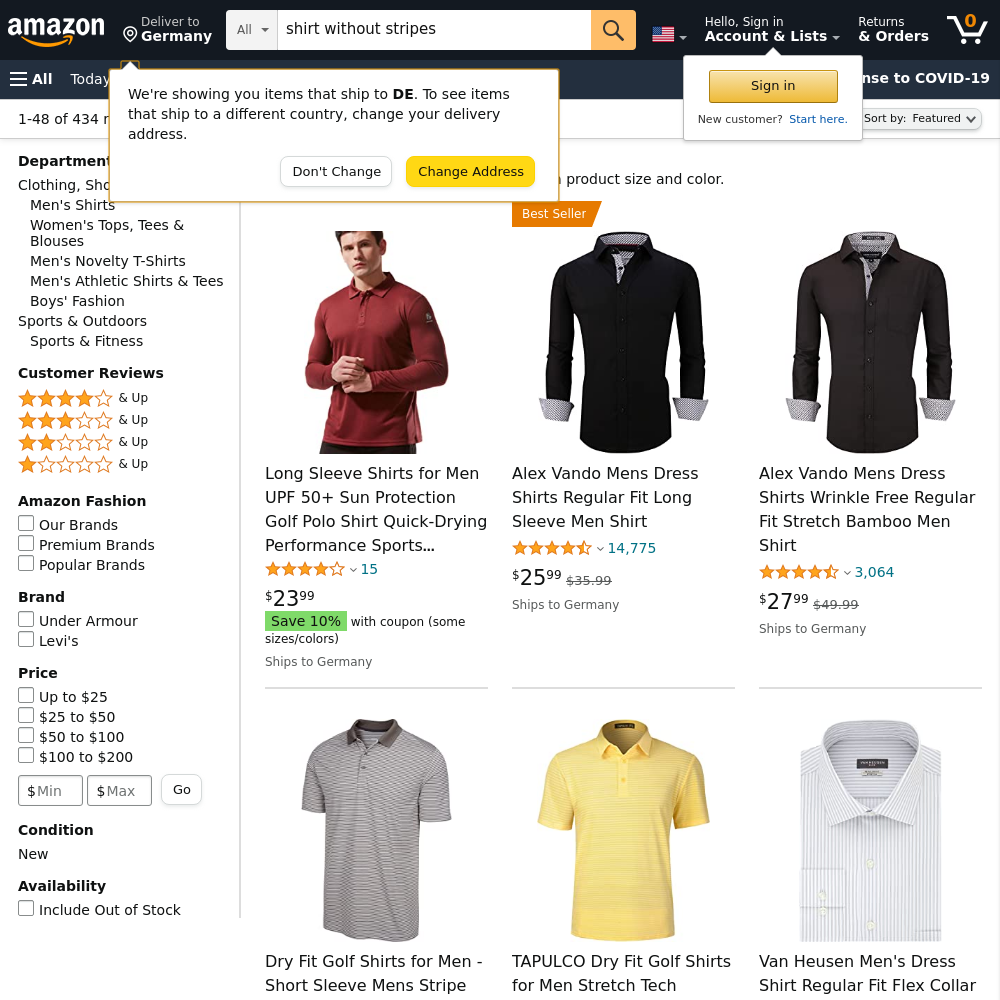 amazon
Deliver to
Germany
All
shirt without stripes
Hello, Sign in
Account & Lists
Returns
& Orders
0
All
Today
nse to COVID-19
We're showing you items that ship to DE. To see items
that ship to a different country, change your delivery
address.
Don't Change
Change Address
Sign in
New customer? Start here.
1-48 of 434 r
Sort by: Featured
product size and color.
Department
Clothing, Sho
Men's Shirts
Women's Tops, Tees &
Blouses
Men's Novelty T-Shirts
Men's Athletic Shirts & Tees
Boys' Fashion
Sports & Outdoors
Sports & Fitness
Customer Reviews
& Up
& Up
& Up
& Up
Amazon Fashion
Our Brands
Premium Brands
Popular Brands
Brand
Under Armour
Levi's
Price
Up to $25
$25 to $50
$50 to $100
$100 to $200
$Min
$Max
Go
Condition
New
Availability
Include Out of Stock
Long Sleeve Shirts for Men
UPF 50+ Sun Protection
Golf Polo Shirt Quick-Drying
Performance Sports…
15
$23 99
Save 10% with coupon (some
sizes/colors)
Ships to Germany
Best Seller
Alex Vando Mens Dress
Shirts Regular Fit Long
Sleeve Men Shirt
14,775
$25 99 $35.99
Ships to Germany
Alex Vando Mens Dress
Shirts Wrinkle Free Regular
Fit Stretch Bamboo Men
Shirt
3,064
$27 99 $49.99
Ships to Germany
Dry Fit Golf Shirts for Men -
Short Sleeve Mens Stripe
TAPULCO Dry Fit Golf Shirts
for Men Stretch Tech
VAN HEUSEN
Van Heusen Men's Dress
Shirt Regular Fit Flex Collar